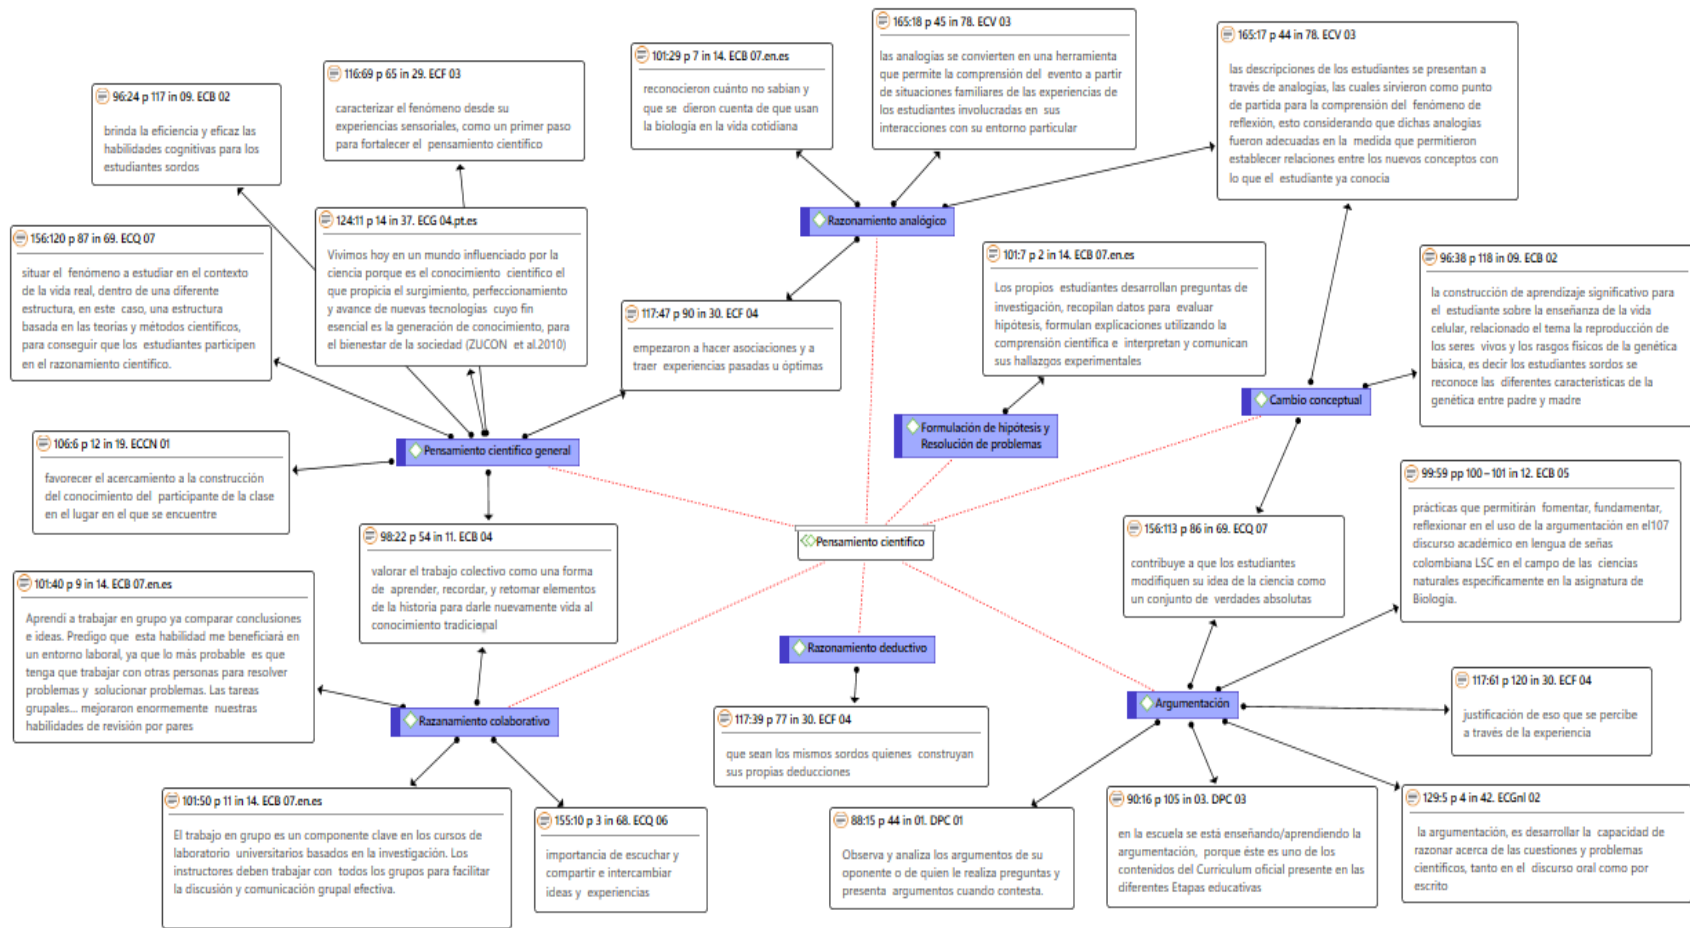 165:18 p 45 in 78. ECV 03
las analogías se convierten en una herramienta
que permite la comprensión del evento a partir
de situaciones familiares de las experiencias de
los estudiantes involucradas en sus
interacciones con su entorno particular
165:17 p 44 in 78. ECV 03
las descripciones de los estudiantes se presentan a
través de analogías, las cuales sirvieron como punto
de partida para la comprensión del fenómeno de
reflexión, esto considerando que dichas analogías
fueron adecuadas en la medida que permitieron
establecer relaciones entre los nuevos conceptos con
lo que el estudiante ya conocia
101:29 p 7 in 14. ECB 07.en.es
reconocieron cuánto no sabían y
que se dieron cuenta de que usan
la biología en la vida cotidiana
116:69 p 65 in 29. ECF 03
caracterizar el fenómeno desde su
experiencias sensoriales, como un primer paso
para fortalecer el pensamiento científico
96:24 p 117 in 09. ECB 02
brinda la eficiencia y eficaz las
habilidades cognitivas para los
estudiantes sordos
124:11 p 14 in 37. ECG 04.pt.es
Vivimos hoy en un mundo influenciado por la
ciencia porque es el conocimiento científico el
que propicia el surgimiento, perfeccionamiento
y avance de nuevas tecnologías cuyo fin
esencial es la generación de conocimiento, para
el bienestar de la sociedad (ZUCON et al.2010)
Razonamiento analógico
156:120 p 87 in 69. ECQ 07
situar el fenómeno a estudiar en el contexto
de la vida real, dentro de una diferente
estructura, en este caso, una estructura
basada en las teorías y métodos científicos,
para conseguir que los estudiantes participen
en el razonamiento científico.
101:7 p 2 in 14. ECB 07.en.es
Los propios estudiantes desarrollan preguntas de
investigación, recopilan datos para evaluar
hipótesis, formulan explicaciones utilizando la
comprensión científica e interpretan y comunican
sus hallazgos experimentales
96:38 p 118 in 09. ECB 02
la construcción de aprendizaje significativo para
el estudiante sobre la enseñanza de la vida
celular, relacionado el tema la reproducción de
los seres vivos y los rasgos físicos de la genética
básica, es decir los estudiantes sordos se
reconoce las diferentes características de la
genética entre padre y madre
117:47 p 90 in 30. ECF 04
empezaron a hacer asociaciones y a
traer experiencias pasadas u óptimas
Cambio conceptual
Formulación de hipótesis y
Resolución de problemas
Pensamiento científico general
106:6 p 12 in 19. ECCN 01
favorecer el acercamiento a la construcción
del conocimiento del participante de la clase
en el lugar en el que se encuentre
99:59 pp 100 – 101 in 12. ECB 05
prácticas que permitirán fomentar, fundamentar,
reflexionar en el uso de la argumentación en el107
discurso académico en lengua de señas
colombiana LSC en el campo de las ciencias
naturales específicamente en la asignatura de
Biología.
98:22 p 54 in 11. ECB 04
valorar el trabajo colectivo como una forma
de aprender, recordar, y retomar elementos
de la historia para darle nuevamente vida al
conocimiento tradicional
Pensamiento científico
156:113 p 86 in 69. ECQ 07
contribuye a que los estudiantes
modifiquen su idea de la ciencia como
un conjunto de verdades absolutas
101:40 p 9 in 14. ECB 07.en.es
Aprendí a trabajar en grupo ya comparar conclusiones
e ideas. Predigo que esta habilidad me beneficiará en
un entorno laboral, ya que lo más probable es que
tenga que trabajar con otras personas para resolver
problemas y solucionar problemas. Las tareas
grupales... mejoraron enormemente nuestras
habilidades de revisión por pares
Razonamiento deductivo
117:61 p 120 in 30. ECF 04
justificación de eso que se percibe
a través de la experiencia
Argumentación
Razanamiento colaborativo
117:39 p 77 in 30. ECF 04
que sean los mismos sordos quienes construyan
sus propias deducciones
101:50 p 11 in 14. ECB 07.en.es
El trabajo en grupo es un componente clave en los cursos de
laboratorio universitarios basados en la investigación. Los
instructores deben trabajar con todos los grupos para facilitar
la discusión y comunicación grupal efectiva.
155:10 p 3 in 68. ECQ 06
importancia de escuchar y
compartir e intercambiar
ideas y experiencias
88:15 p 44 in 01. DPC 01
Observa y analiza los argumentos de su
oponente o de quien le realiza preguntas y
presenta argumentos cuando contesta.
90:16 p 105 in 03. DPC 03
en la escuela se está enseñando/aprendiendo la
argumentación, porque éste es uno de los
contenidos del Curriculum oficial presente en las
diferentes Etapas educativas
129:5 p 4 in 42. ECGnl 02
la argumentación, es desarrollar la capacidad de
razonar acerca de las cuestiones y problemas
científicos, tanto en el discurso oral como por
escrito